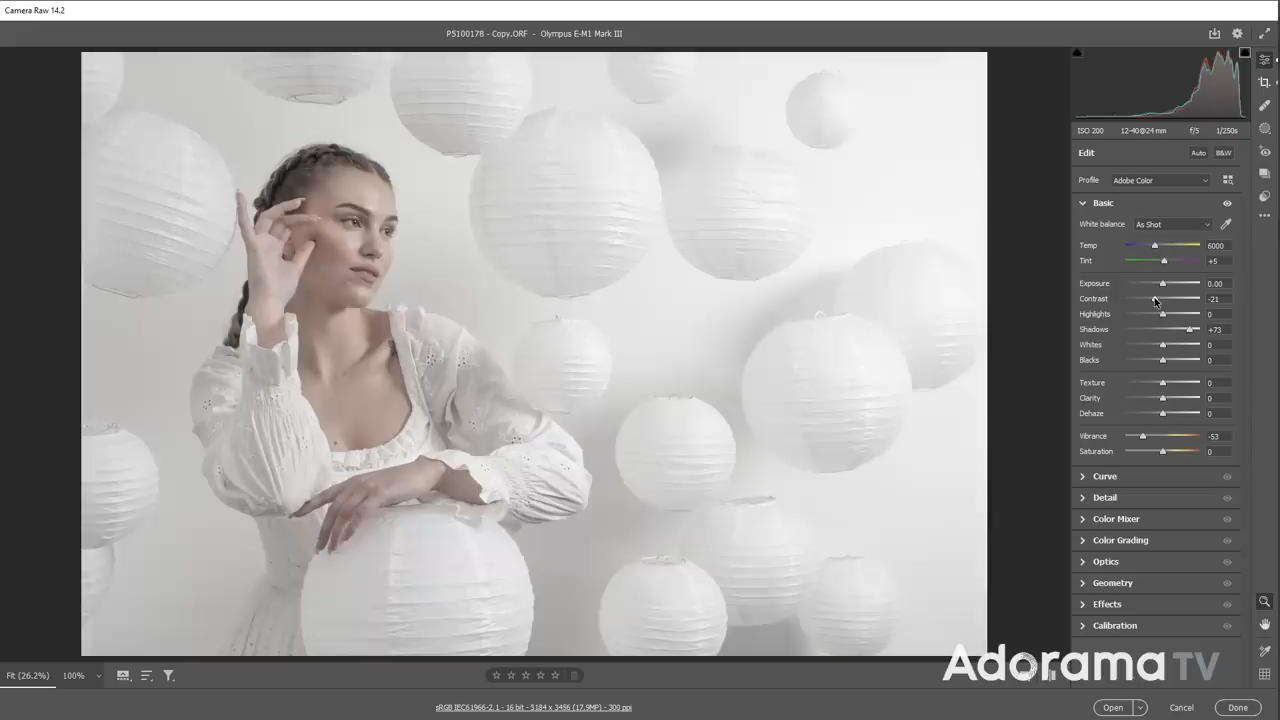 Camera Raw 14.2
P5100178 - Copy.ORF - Olympus E-M1 Mark III
ISO 200 12-40@24 mm f/5 1/250s
Edit Auto B&W
Profile Adobe Color
Basic
White balance As Shot
Temp 6000
Tint +5
Exposure 0.00
Contrast -21
Highlights 0
Shadows +73
Whites 0
Blacks 0
Texture 0
Clarity 0
Dehaze 0
Vibrance -53
Saturation 0
Curve
Detail
Color Mixer
Color Grading
Optics
Geometry
Effects
Calibration
Adorama TV
Fit (26.2%) 100%
sRGB IEC61966-2.1 - 16 bit - 5184 x 3456 (17.9MP) - 300 ppi
Open Cancel Done